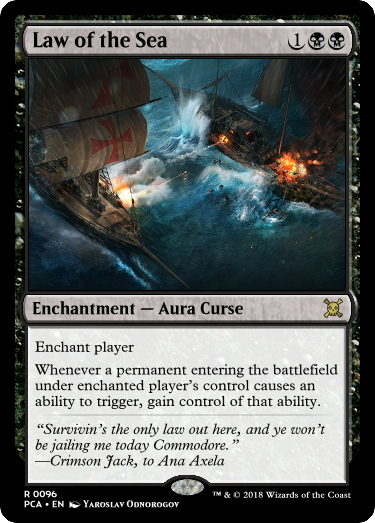 Law of the Sea 1
Enchantment — Aura Curse
Enchant player
Whenever a permanent entering the battlefield
under enchanted player's control causes an
ability to trigger, gain control of that ability.
“Survivin's the only law out here, and ye won't
be jailing me today Commodore.”
—Crimson Jack, to Ana Axela
R 0096
PCA • EN YAROSLAV ODNOROGOV
™ & © 2018 Wizards of the Coast